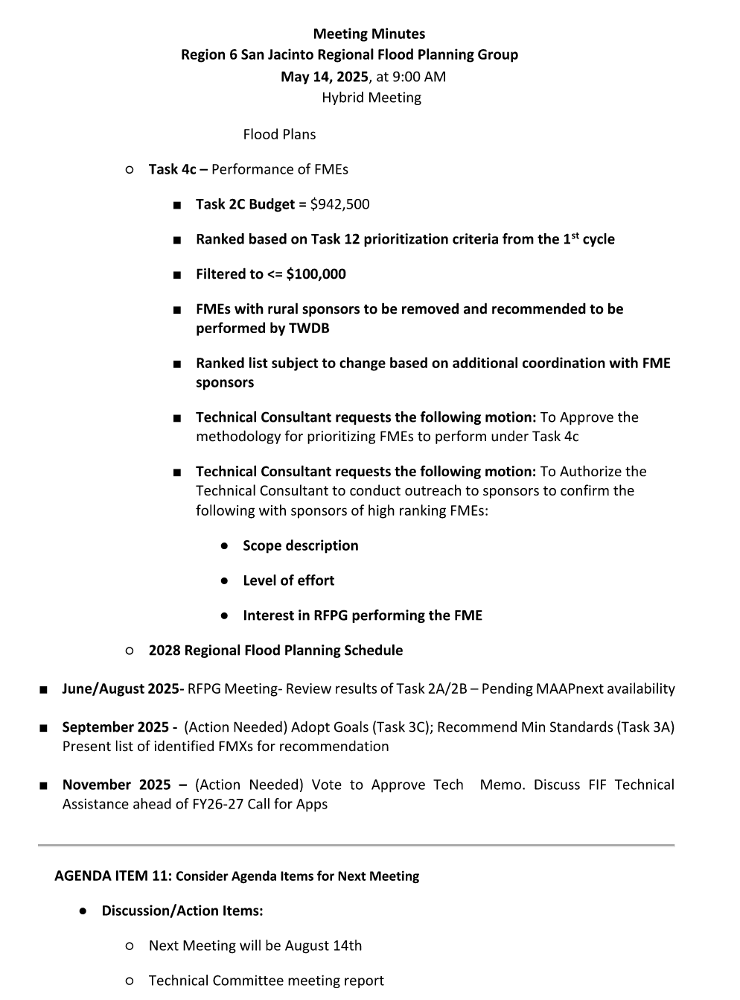 Meeting Minutes
Region 6 San Jacinto Regional Flood Planning Group
May 14, 2025, at 9:00 AM
Hybrid Meeting
Flood Plans
○ Task 4c – Performance of FMEs
■ Task 2C Budget = $942,500
■ Ranked based on Task 12 prioritization criteria from the 1st cycle
■ Filtered to <= $100,000
■ FMEs with rural sponsors to be removed and recommended to be
performed by TWDB
■ Ranked list subject to change based on additional coordination with FME
sponsors
■ Technical Consultant requests the following motion: To Approve the
methodology for prioritizing FMEs to perform under Task 4c
■ Technical Consultant requests the following motion: To Authorize the
Technical Consultant to conduct outreach to sponsors to confirm the
following with sponsors of high ranking FMEs:
● Scope description
● Level of effort
● Interest in RFPG performing the FME
○ 2028 Regional Flood Planning Schedule
■ June/August 2025- RFPG Meeting- Review results of Task 2A/2B – Pending MAAPnext availability
■ September 2025 - (Action Needed) Adopt Goals (Task 3C); Recommend Min Standards (Task 3A)
Present list of identified FMXs for recommendation
■ November 2025 – (Action Needed) Vote to Approve Tech Memo. Discuss FIF Technical
Assistance ahead of FY26-27 Call for Apps
AGENDA ITEM 11: Consider Agenda Items for Next Meeting
● Discussion/Action Items:
○ Next Meeting will be August 14th
○ Technical Committee meeting report